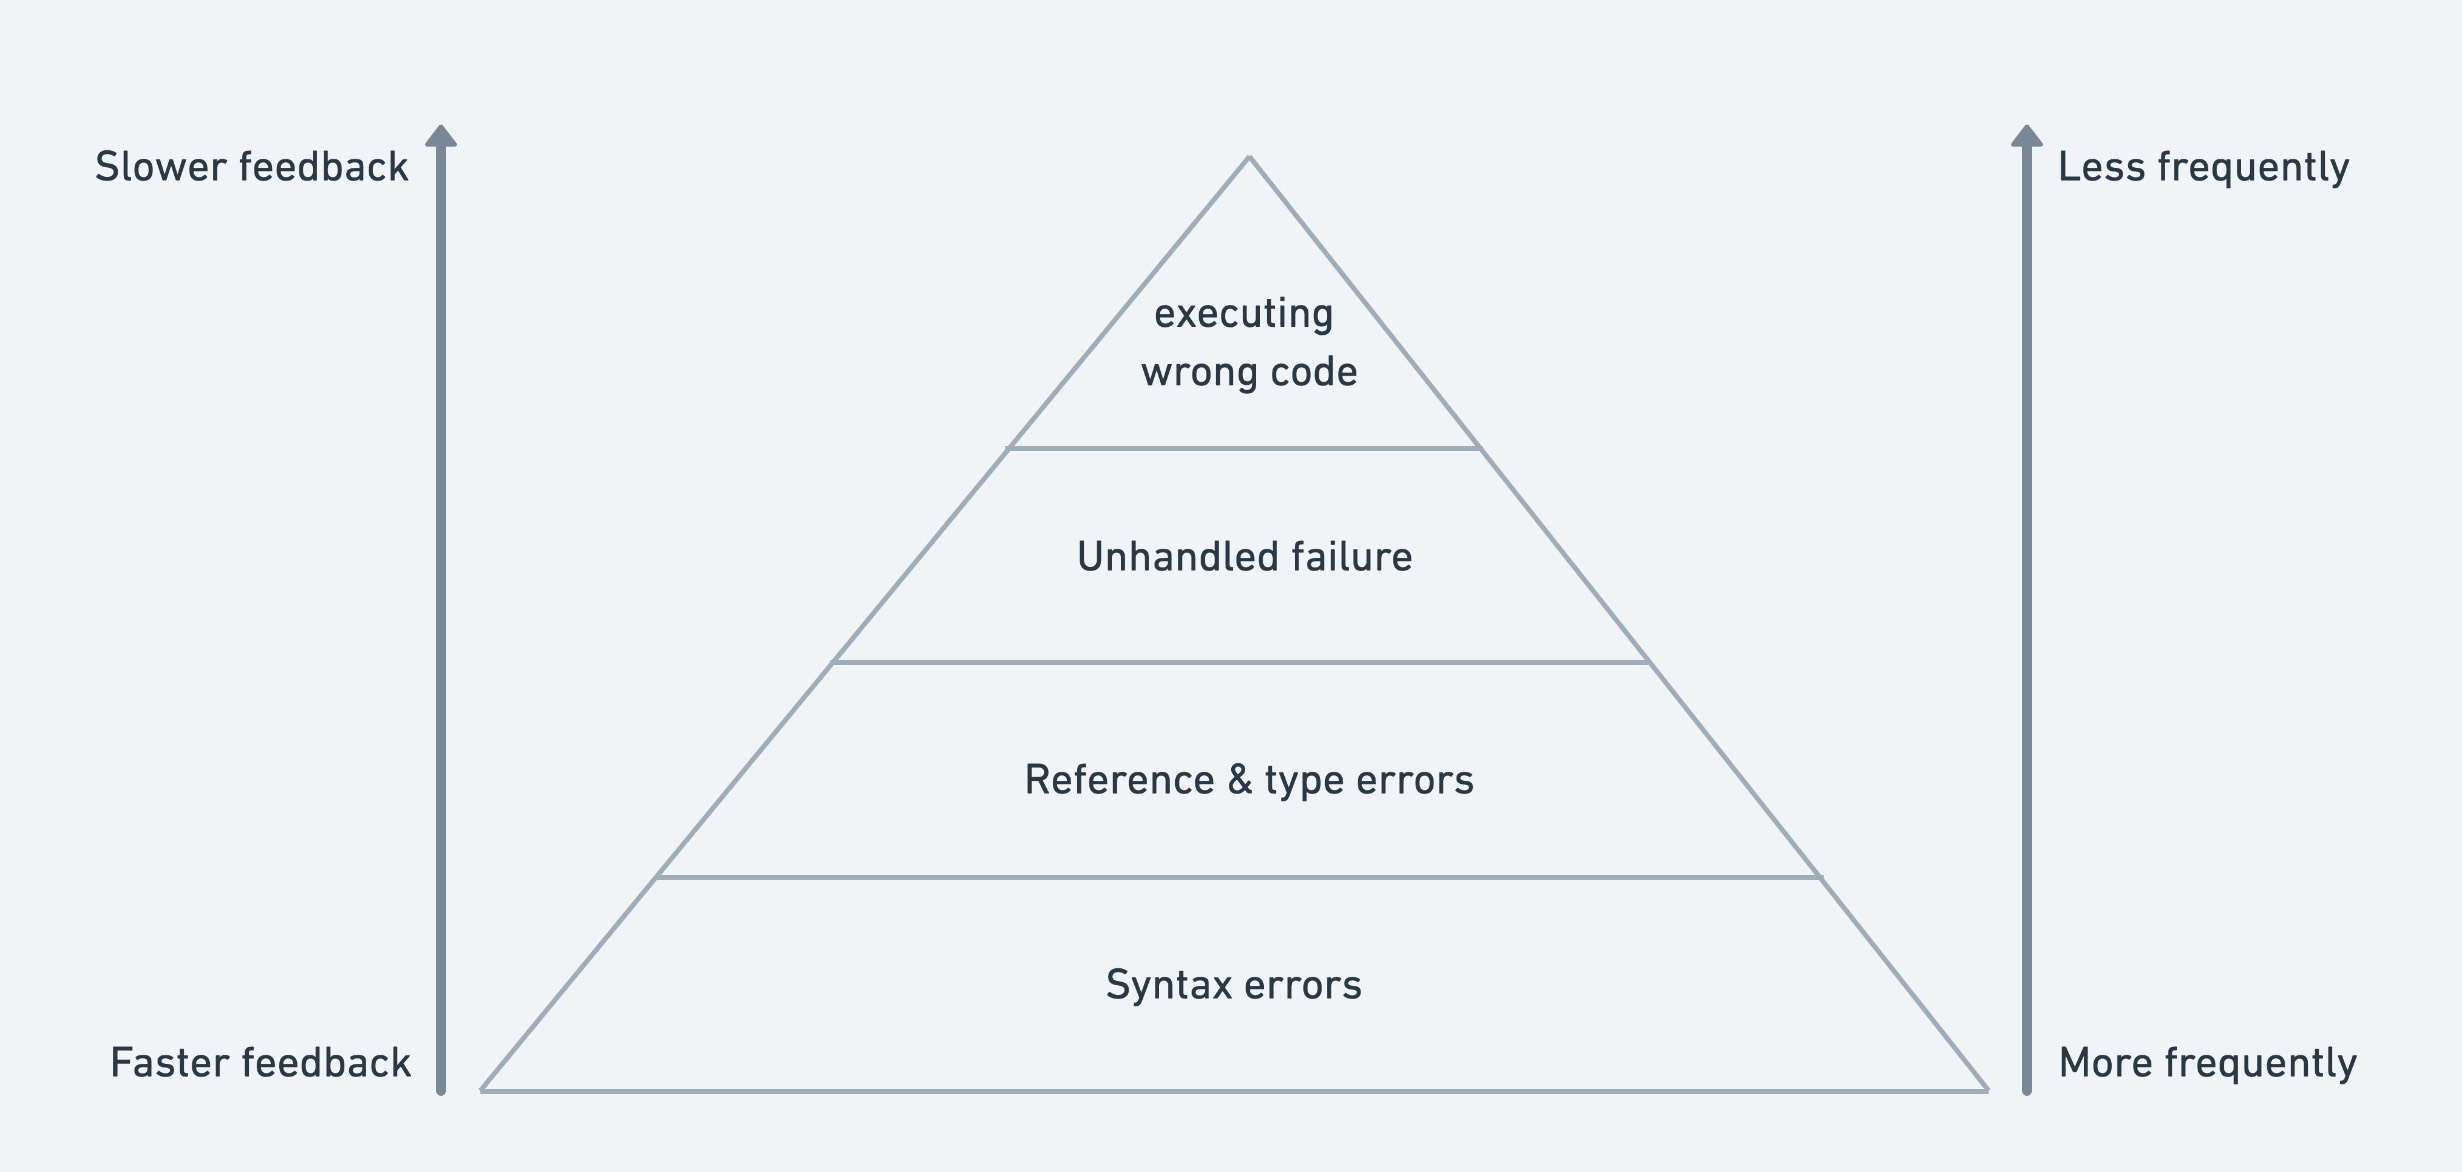 Slower feedback
Less frequently
executing
wrong code
Unhandled failure
Reference & type errors
Syntax errors
Faster feedback
More frequently